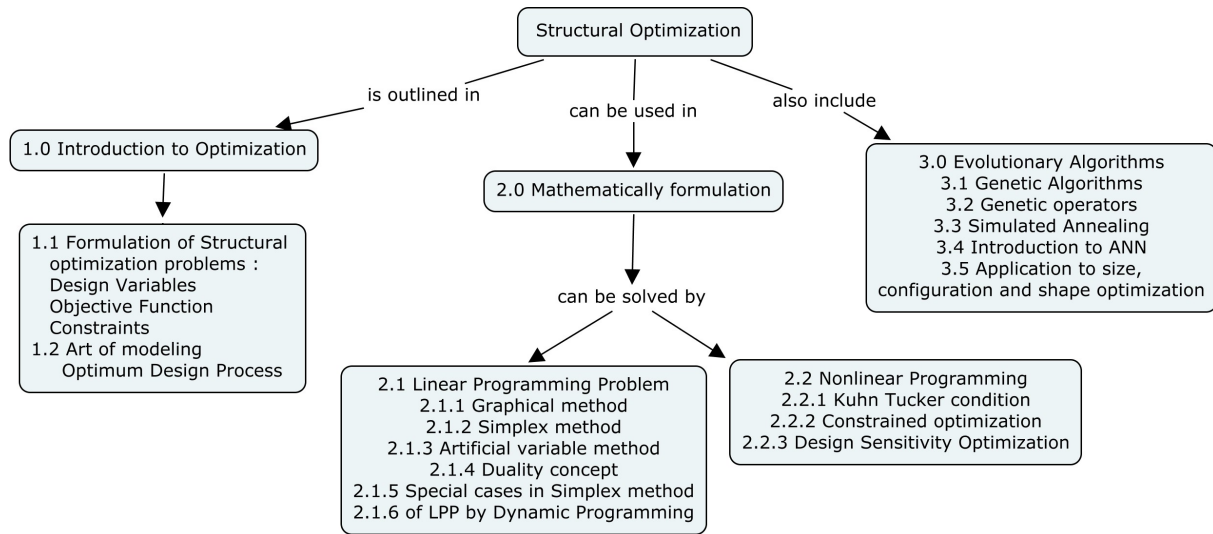 Structural Optimization
is outlined in
can be used in
also include
1.0 Introduction to Optimization
2.0 Mathematically formulation
3.0 Evolutionary Algorithms
3.1 Genetic Algorithms
3.2 Genetic operators
3.3 Simulated Annealing
3.4 Introduction to ANN
3.5 Application to size,
configuration and shape optimization
1.1 Formulation of Structural
optimization problems :
Design Variables
Objective Function
Constraints
1.2 Art of modeling
Optimum Design Process
can be solved by
2.1 Linear Programming Problem
2.1.1 Graphical method
2.1.2 Simplex method
2.1.3 Artificial variable method
2.1.4 Duality concept
2.1.5 Special cases in Simplex method
2.1.6 of LPP by Dynamic Programming
2.2 Nonlinear Programming
2.2.1 Kuhn Tucker condition
2.2.2 Constrained optimization
2.2.3 Design Sensitivity Optimization